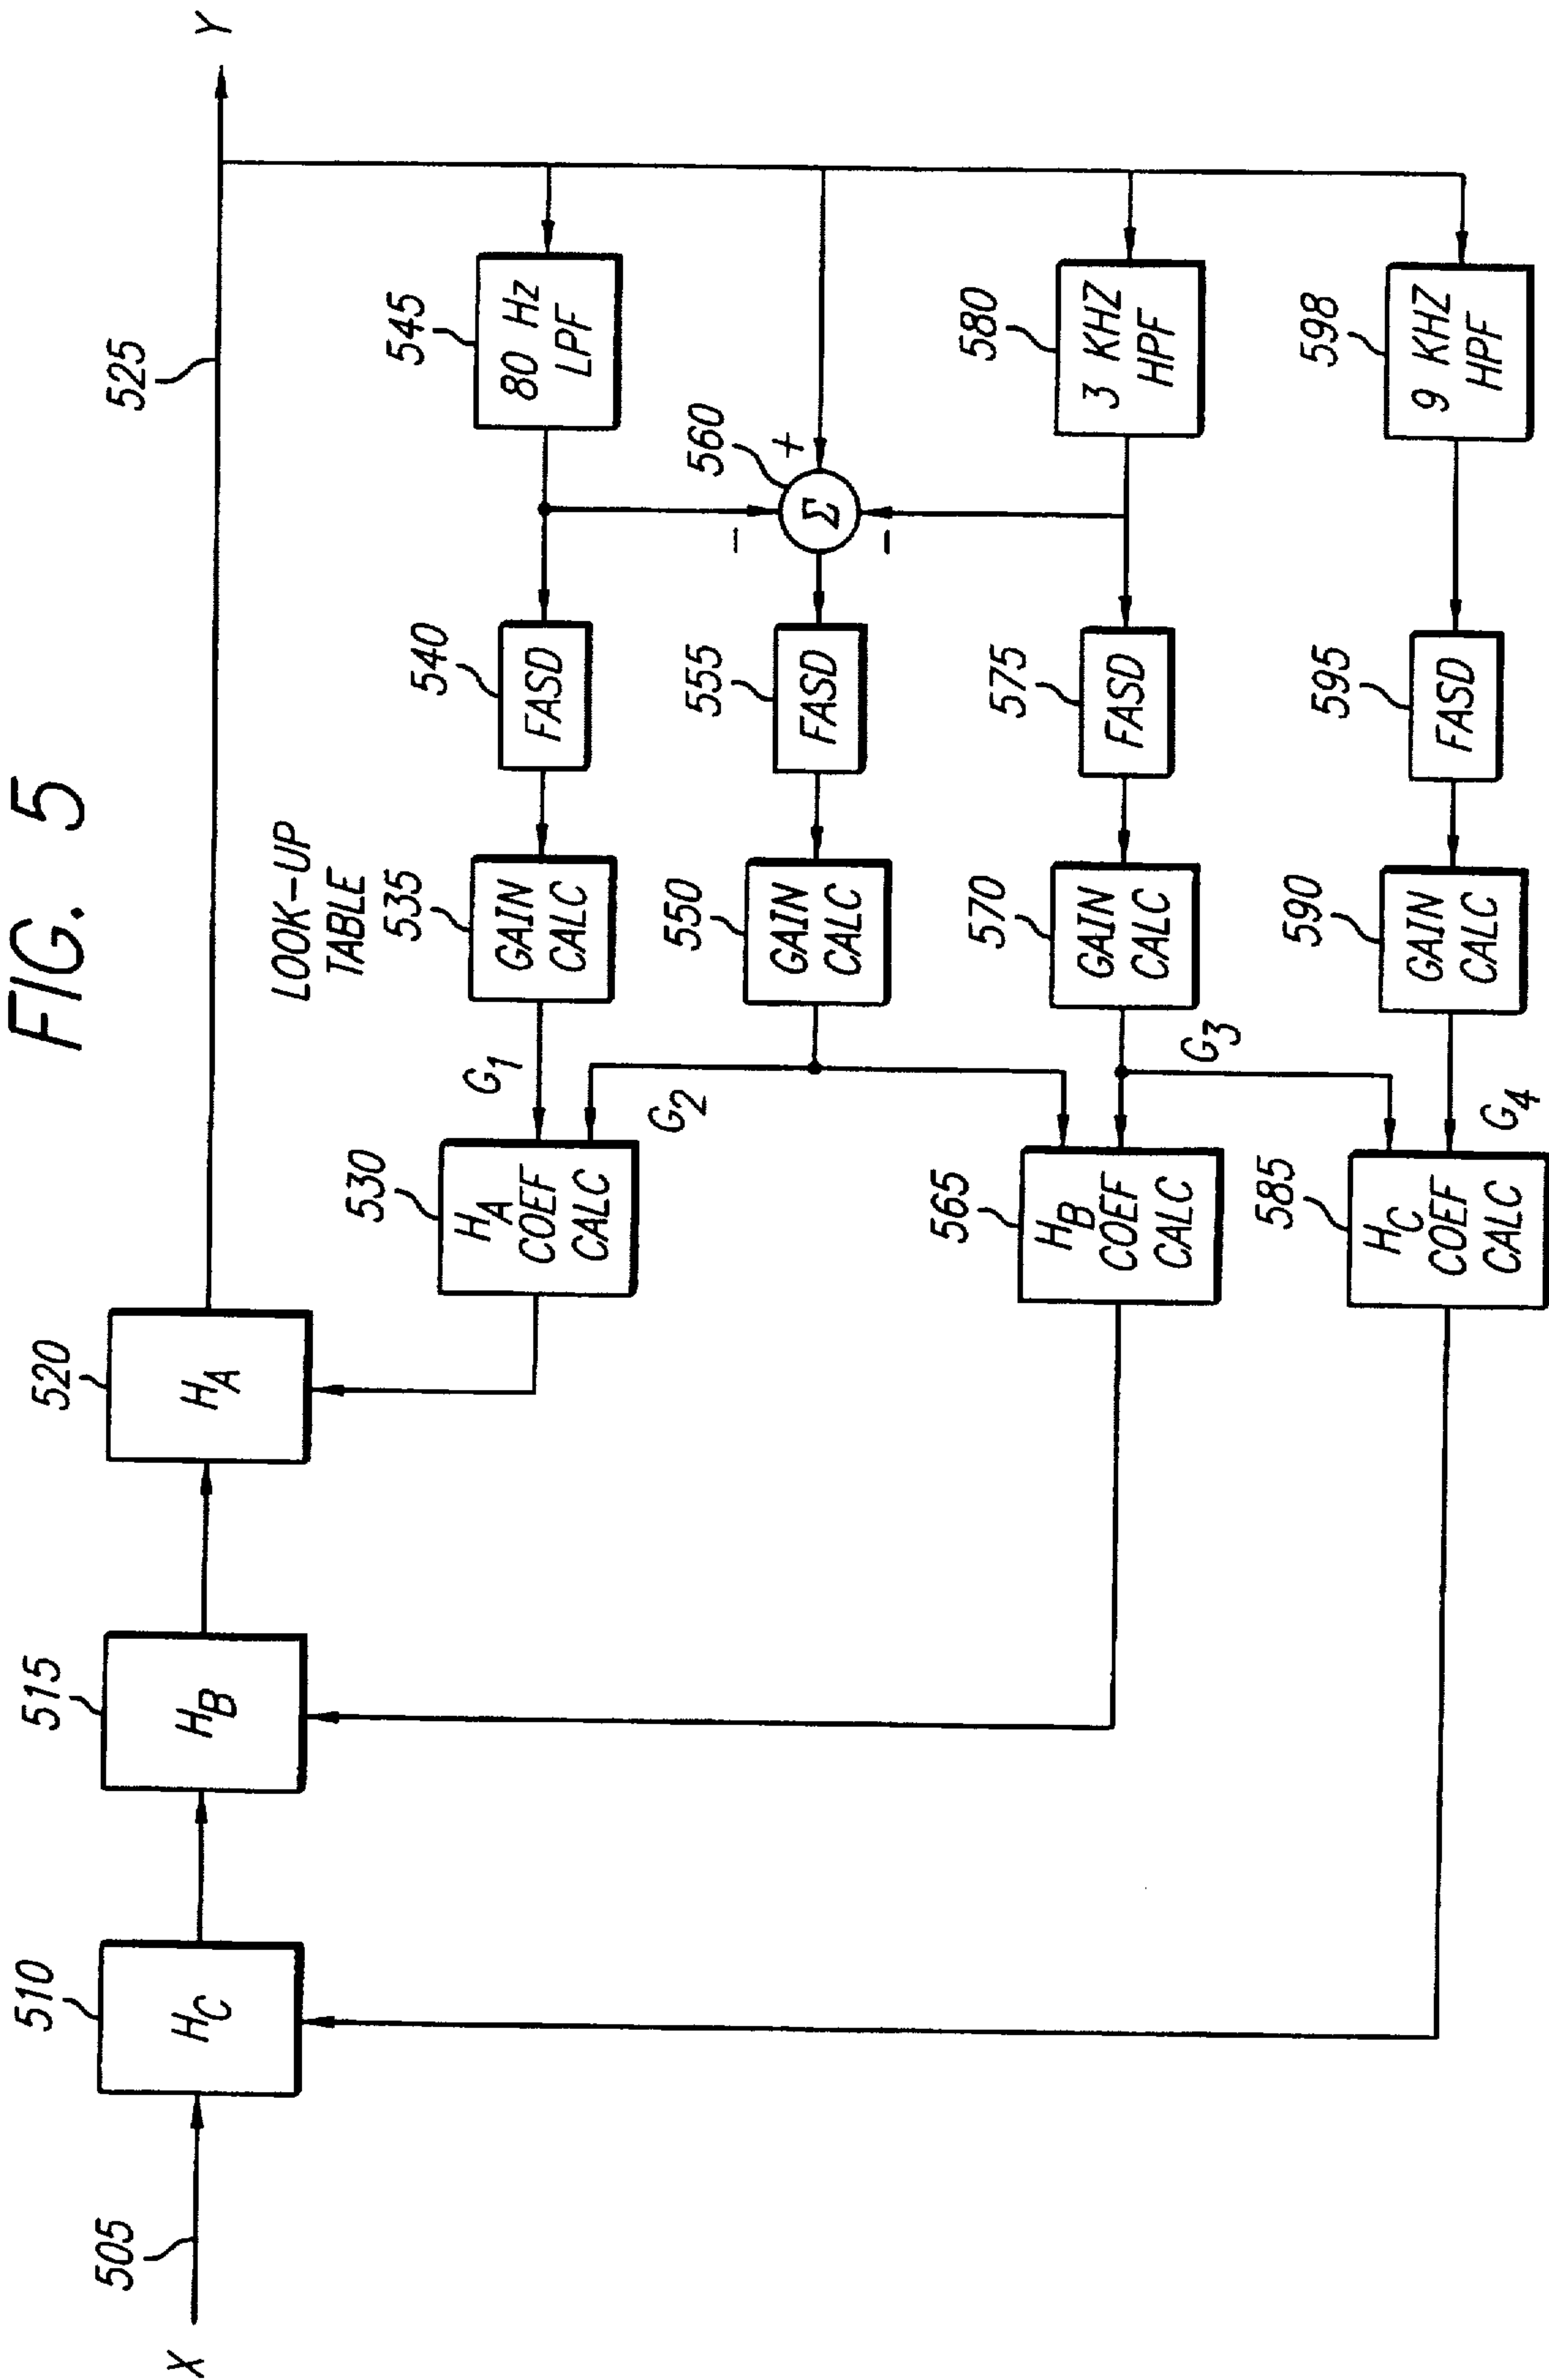 FIG. 5
X
505
510
H_C
515
H_B
520
H_A
525
Y
LOOK-UP
TABLE
530
H_A
COEF
CALC
G_1
535
GAIN
CALC
540
FASD
545
80 Hz
LPF
G_2
550
GAIN
CALC
555
FASD
560
Σ
+
−
−
565
H_B
COEF
CALC
G_3
570
GAIN
CALC
575
FASD
580
3 KHZ
HPF
585
H_C
COEF
CALC
G_4
590
GAIN
CALC
595
FASD
598
9 KHZ
HPF